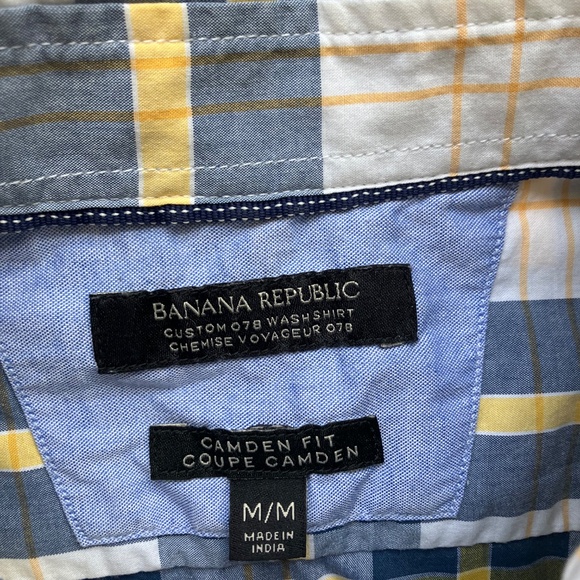 BANANA REPUBLIC
CUSTOM 078 WASH SHIRT
CHEMISE VOYAGEUR 078
CAMDEN FIT
COUPE CAMDEN
M/M
MADE IN
INDIA